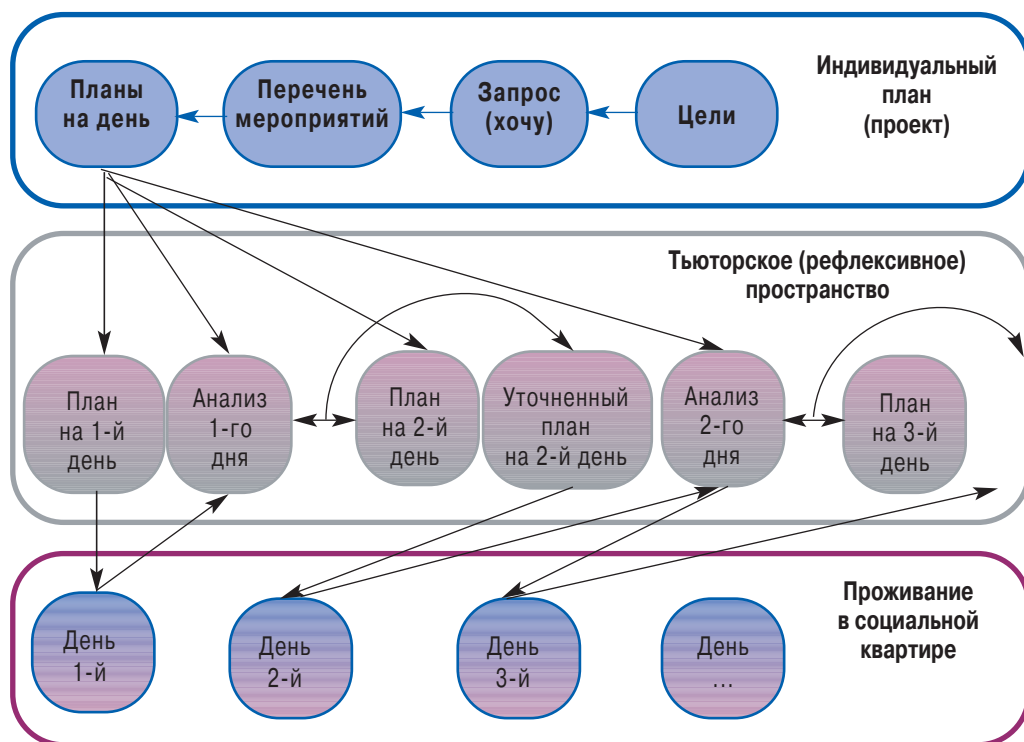 Планы
на день
Перечень
мероприятий
Запрос
(хочу)
Цели
Индивидуальный
план
(проект)
Тьюторское (рефлексивное)
пространство
План
на 1-й
день
Анализ
1-го
дня
План
на 2-й
день
Уточненный
план
на 2-й день
Анализ
2-го
дня
План
на 3-й
день
Проживание
в социальной
квартире
День
1-й
День
2-й
День
3-й
День
...